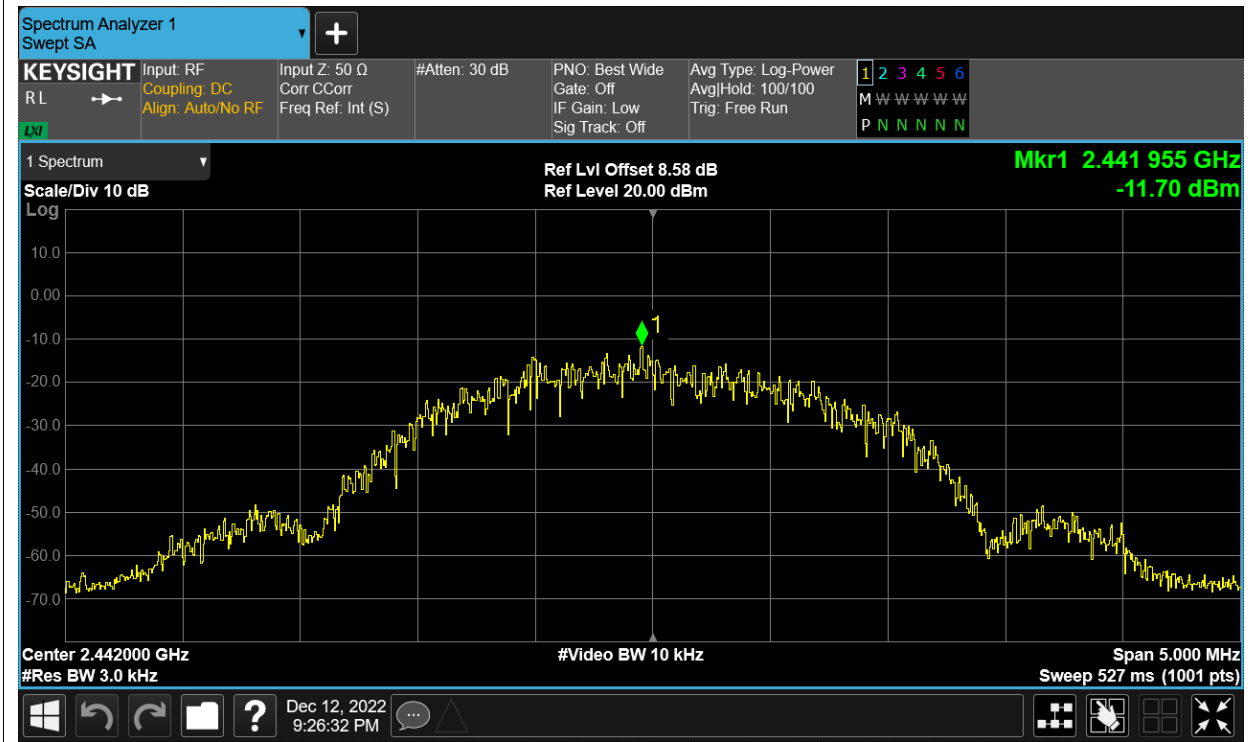 Spectrum Analyzer 1
Swept SA
+
KEYSIGHT
R L
LXI
Input: RF
Coupling: DC
Align: Auto/No RF
Input Z: 50 Ω
Corr CCorr
Freq Ref: Int (S)
#Atten: 30 dB
PNO: Best Wide
Gate: Off
IF Gain: Low
Sig Track: Off
Avg Type: Log-Power
Avg|Hold: 100/100
Trig: Free Run
1 2 3 4 5 6
M W W W W W
P N N N N N
1 Spectrum
Scale/Div 10 dB
Ref Lvl Offset 8.58 dB
Ref Level 20.00 dBm
Mkr1 2.441 955 GHz
-11.70 dBm
Log
10.0
0.00
-10.0
-20.0
-30.0
-40.0
-50.0
-60.0
-70.0
1
Center 2.442000 GHz
#Res BW 3.0 kHz
#Video BW 10 kHz
Span 5.000 MHz
Sweep 527 ms (1001 pts)
?
Dec 12, 2022
9:26:32 PM